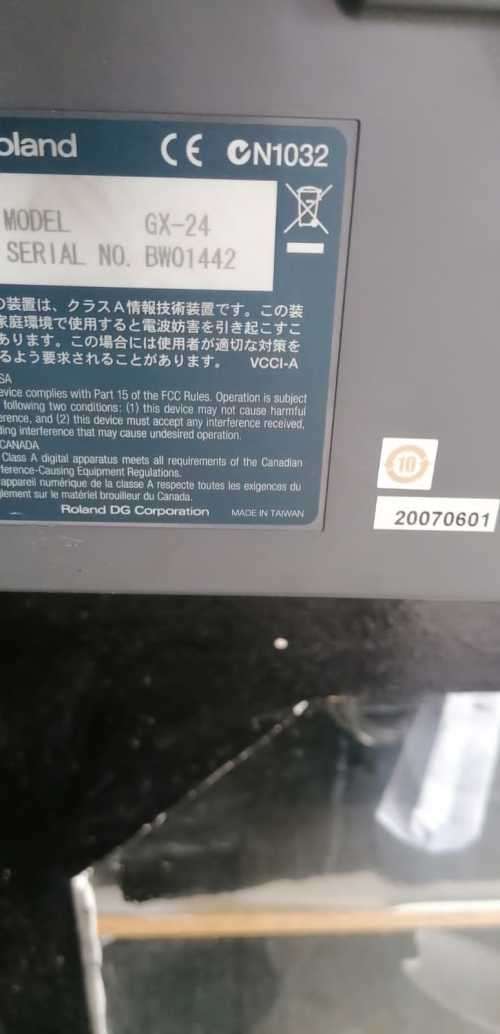 oland
CE N1032
MODEL GX-24
SERIAL NO. BW01442
装置は、クラスA情報技術装置です。この装
家庭環境で使用すると電波妨害を引き起こすこ
あります。この場合には使用者が適切な対策を
るよう要求されることがあります。 VCCI-A
SA
evice complies with Part 15 of the FCC Rules. Operation is subject
following two conditions: (1) this device may not cause harmful
erence, and (2) this device must accept any interference received,
ding interference that may cause undesired operation.
CANADA
Class A digital apparatus meets all requirements of the Canadian
ference-Causing Equipment Regulations.
appareil numérique de la classe A respecte toutes les exigences du
glement sur le matériel brouilleur du Canada.
Roland DG Corporation MADE IN TAIWAN
10
20070601